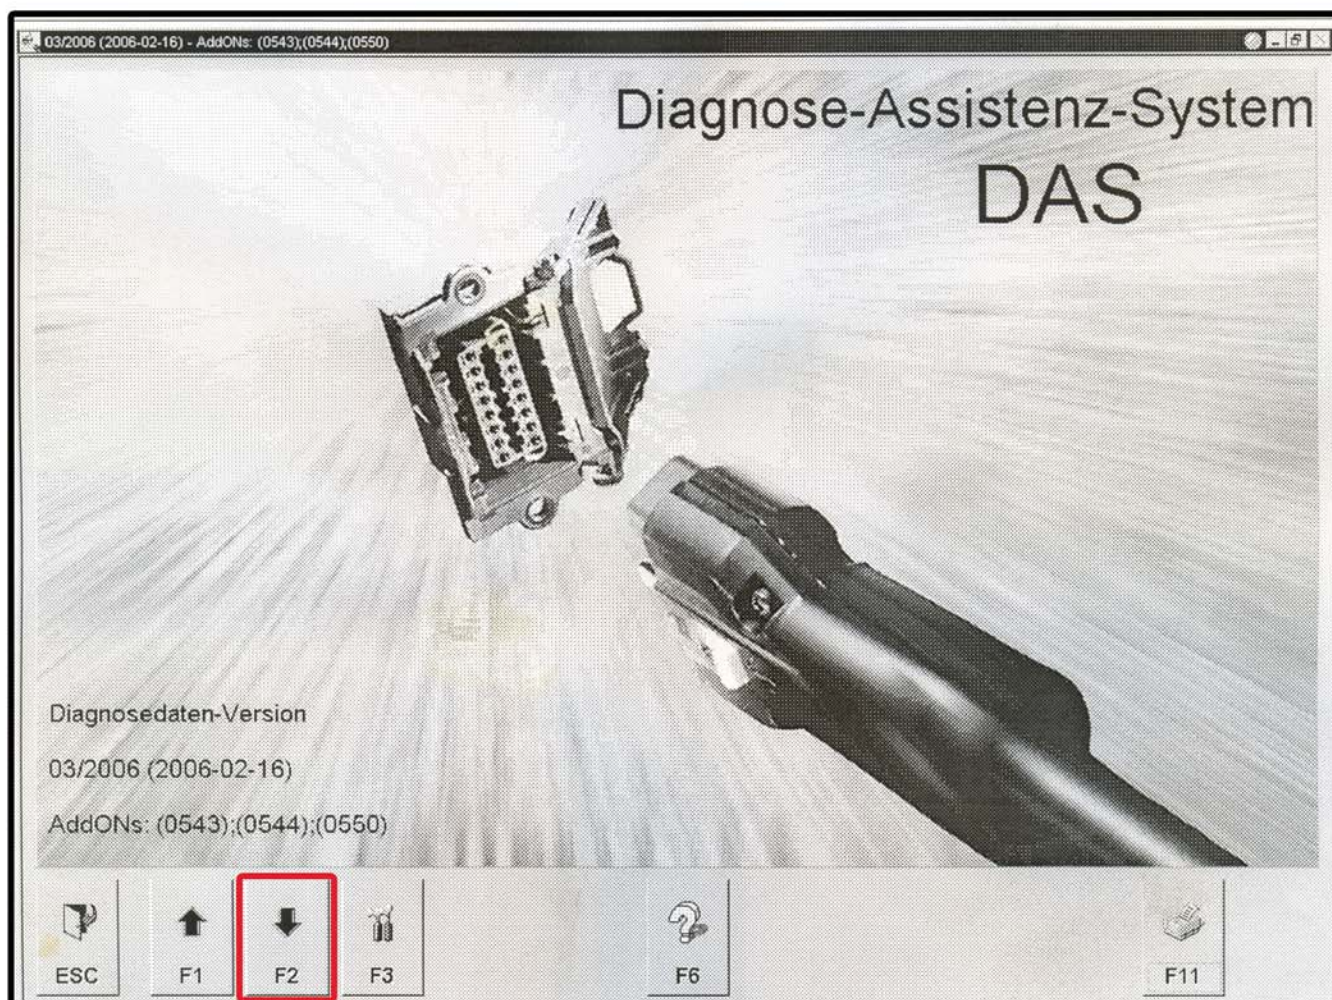 03/2006 (2006-02-16) - AddONs: (0543);(0544);(0550)
Diagnose-Assistenz-System
DAS
Diagnosedaten-Version
03/2006 (2006-02-16)
AddONs: (0543);(0544);(0550)
ESC
F1
F2
F3
F6
F11